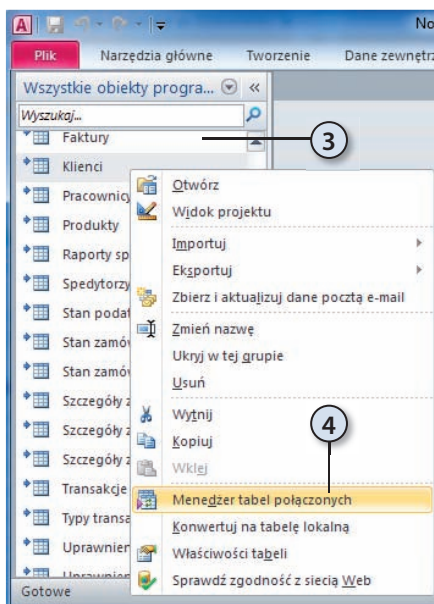 A
No
Plik Narzędzia główne Tworzenie Dane zewnętrz
Wszystkie obiekty progra... «
Wyszukaj...
Faktury
3
Klienci
Pracownicy
Produkty
Raporty sp
Spedytorzy
Stan podat
Stan zamów
Stan zamów
Szczegóły z
Szczegóły z
Szczegóły z
Transakcje
Typy transa
Uprawnien
Uprawnien
Otwórz
Widok projektu
Importuj
Eksportuj
Zbierz i aktualizuj dane pocztą e-mail
Zmień nazwę
Ukryj w tej grupie
Usuń
Wytnij
4
Kopiuj
Wklej
Menedżer tabel połączonych
Konwertuj na tabelę lokalną
Właściwości tabeli
Sprawdź zgodność z siecią Web
Gotowe